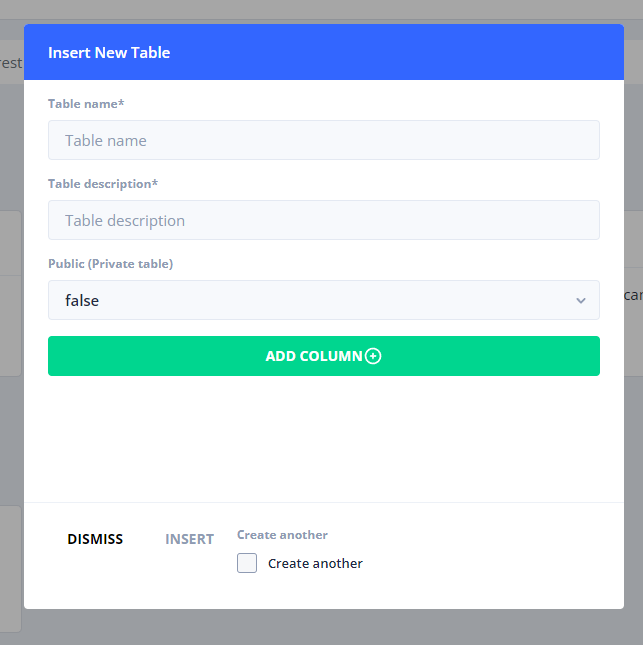 Insert New Table
rest
Table name*
Table name
Table description*
Table description
Public (Private table)
false
car
ADD COLUMN
DISMISS
INSERT
Create another
Create another